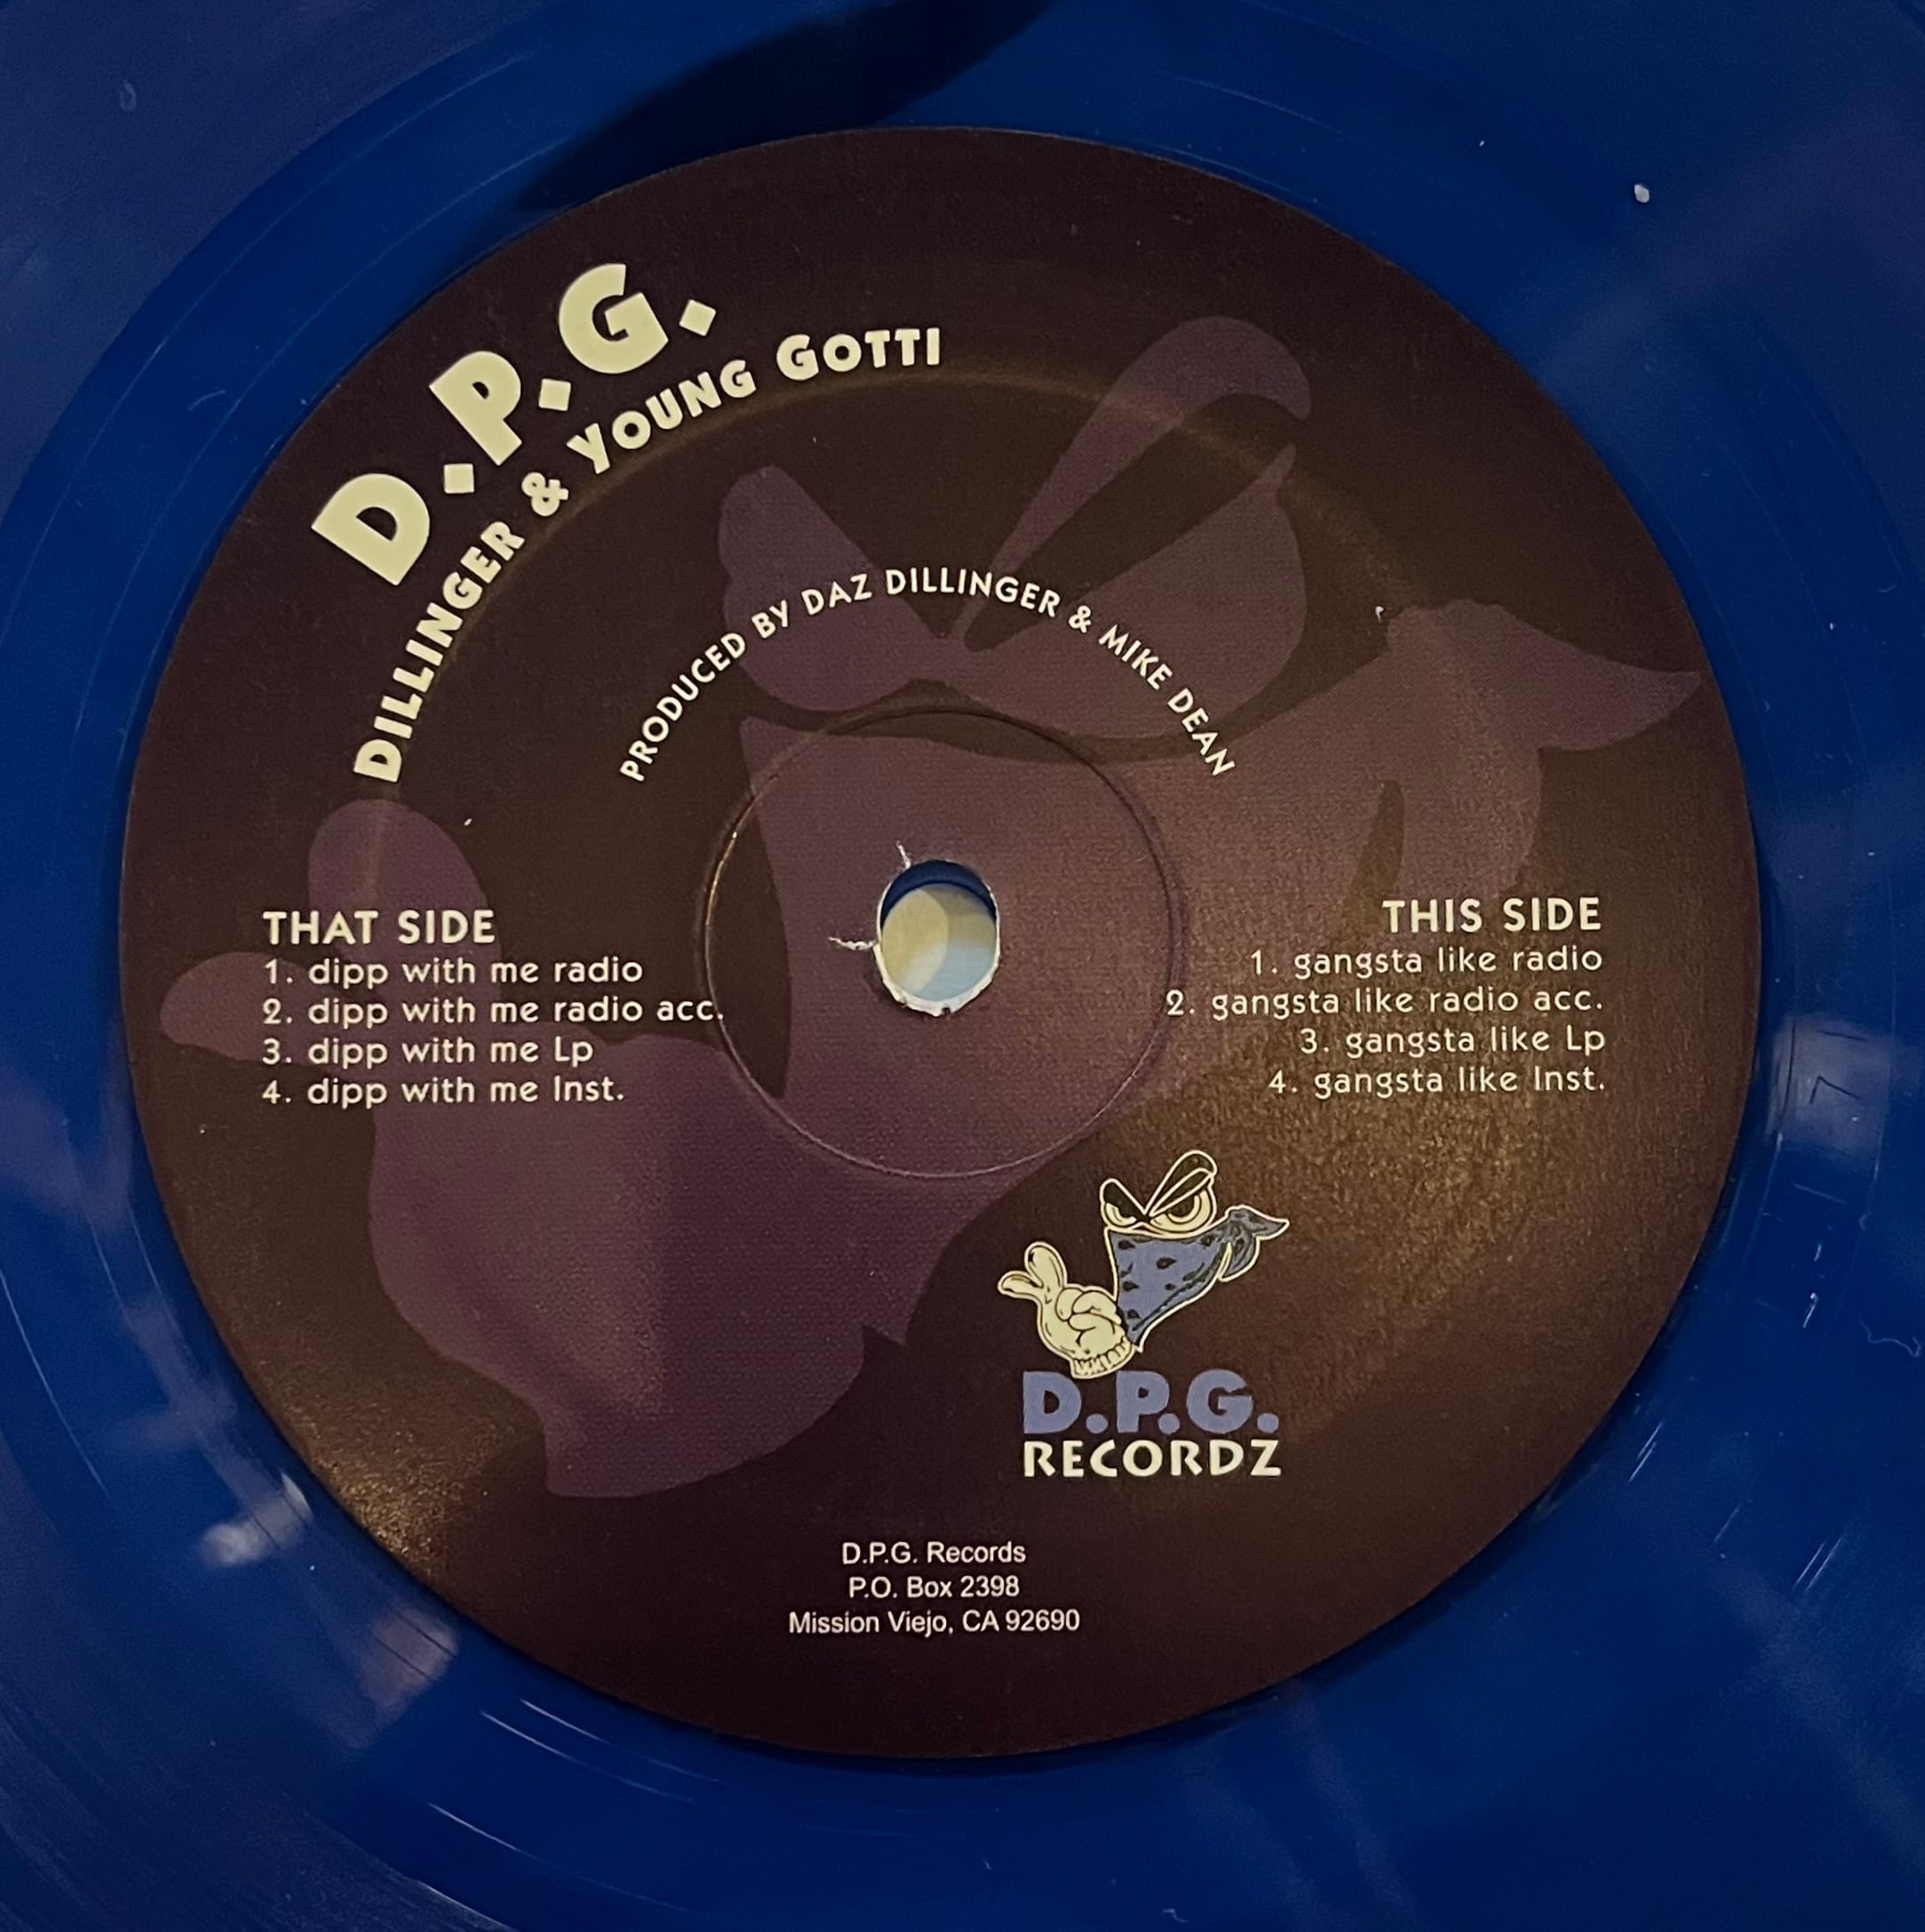 D.P.G.
DILLINGER & YOUNG GOTTI
PRODUCED BY DAZ DILLINGER & MIKE DEAN
THAT SIDE
1. dipp with me radio
2. dipp with me radio acc.
3. dipp with me Lp
4. dipp with me Inst.
THIS SIDE
1. gangsta like radio
2. gangsta like radio acc.
3. gangsta like Lp
4. gangsta like Inst.
D.P.G.
RECORDZ
D.P.G. Records
P.O. Box 2398
Mission Viejo, CA 92690